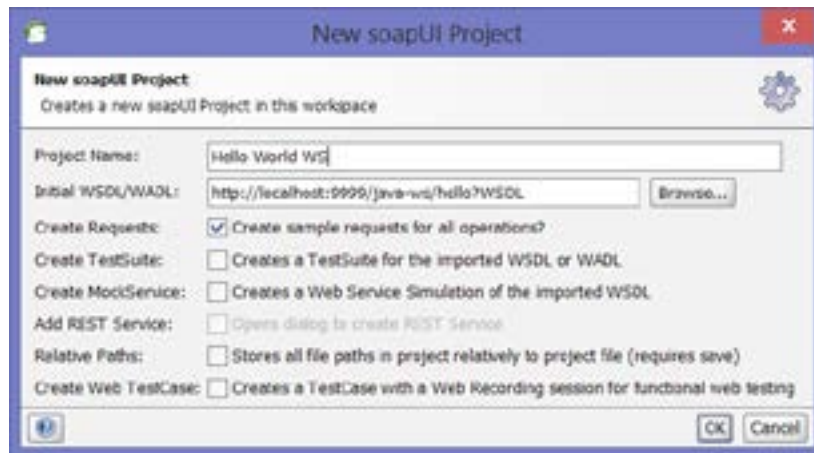 New soapUI Project
New soapUI Project
Creates a new soapUI Project in this workspace
Project Name: Hello World WS
Initial WSDL/WADL: http://localhost:9999/java-ws/hello?WSDL Browse...
Create Requests: Create sample requests for all operations?
Create TestSuite: Creates a TestSuite for the imported WSDL or WADL
Create MockService: Creates a Web Service Simulation of the imported WSDL
Add REST Service: Opens dialog to create REST Service
Relative Paths: Stores all file paths in project relatively to project file (requires save)
Create Web TestCase: Creates a TestCase with a Web Recording session for functional web testing
OK Cancel